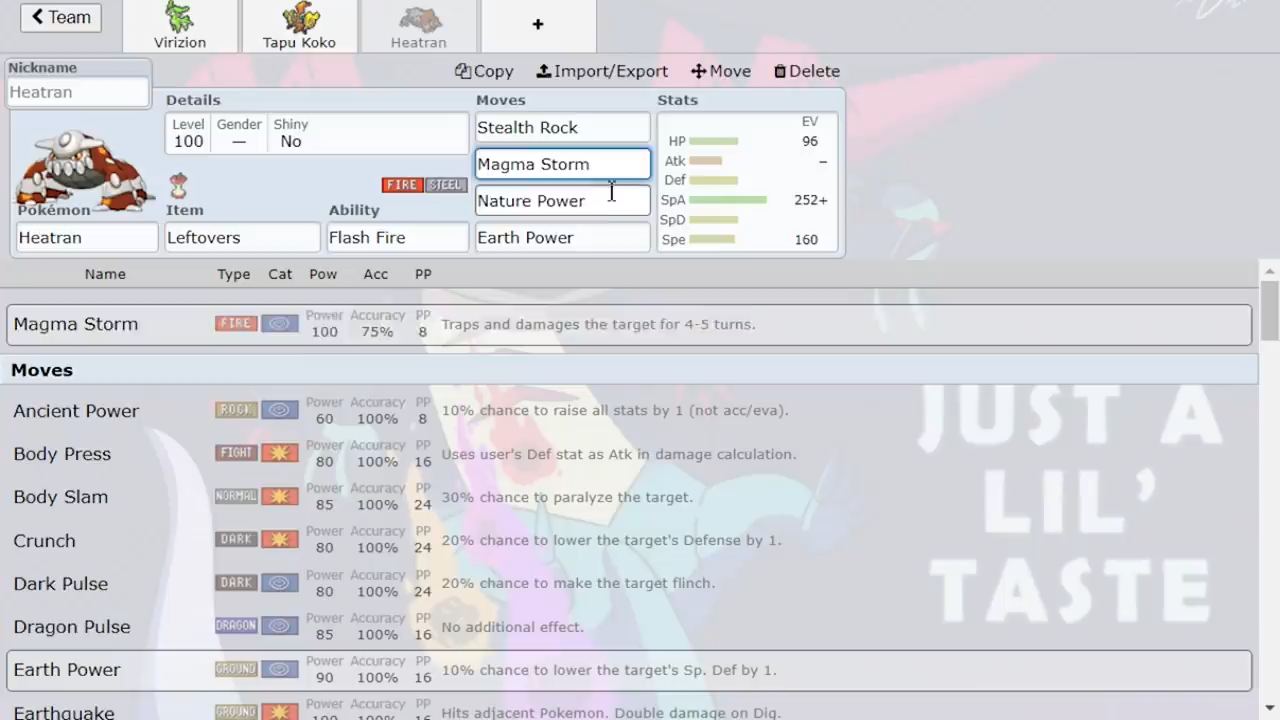 Team
Virizion
Tapu Koko
Heatran
+
Nickname
Heatran
Copy
Import/Export
Move
Delete
Details
Level
100
Gender
—
Shiny
No
FIRE STEEL
Pokémon
Heatran
Item
Leftovers
Ability
Flash Fire
Moves
Stealth Rock
Magma Storm
Nature Power
Earth Power
Stats
EV
HP 96
Atk –
Def
SpA 252+
SpD
Spe 160
Name Type Cat Pow Acc PP
Magma Storm FIRE Power 100 Accuracy 75% PP 8 Traps and damages the target for 4-5 turns.
Moves
Ancient Power ROCK Power 60 Accuracy 100% PP 8 10% chance to raise all stats by 1 (not acc/eva).
Body Press FIGHT Power 80 Accuracy 100% PP 16 Uses user's Def stat as Atk in damage calculation.
Body Slam NORMAL Power 85 Accuracy 100% PP 24 30% chance to paralyze the target.
Crunch DARK Power 80 Accuracy 100% PP 24 20% chance to lower the target's Defense by 1.
Dark Pulse DARK Power 80 Accuracy 100% PP 24 20% chance to make the target flinch.
Dragon Pulse DRAGON Power 85 Accuracy 100% PP 16 No additional effect.
Earth Power GROUND Power 90 Accuracy 100% PP 16 10% chance to lower the target's Sp. Def by 1.
Earthquake GROUND Power 100 Accuracy 100% PP 16 Hits adjacent Pokemon. Double damage on Dig.
JUST A
LIL'
TASTE